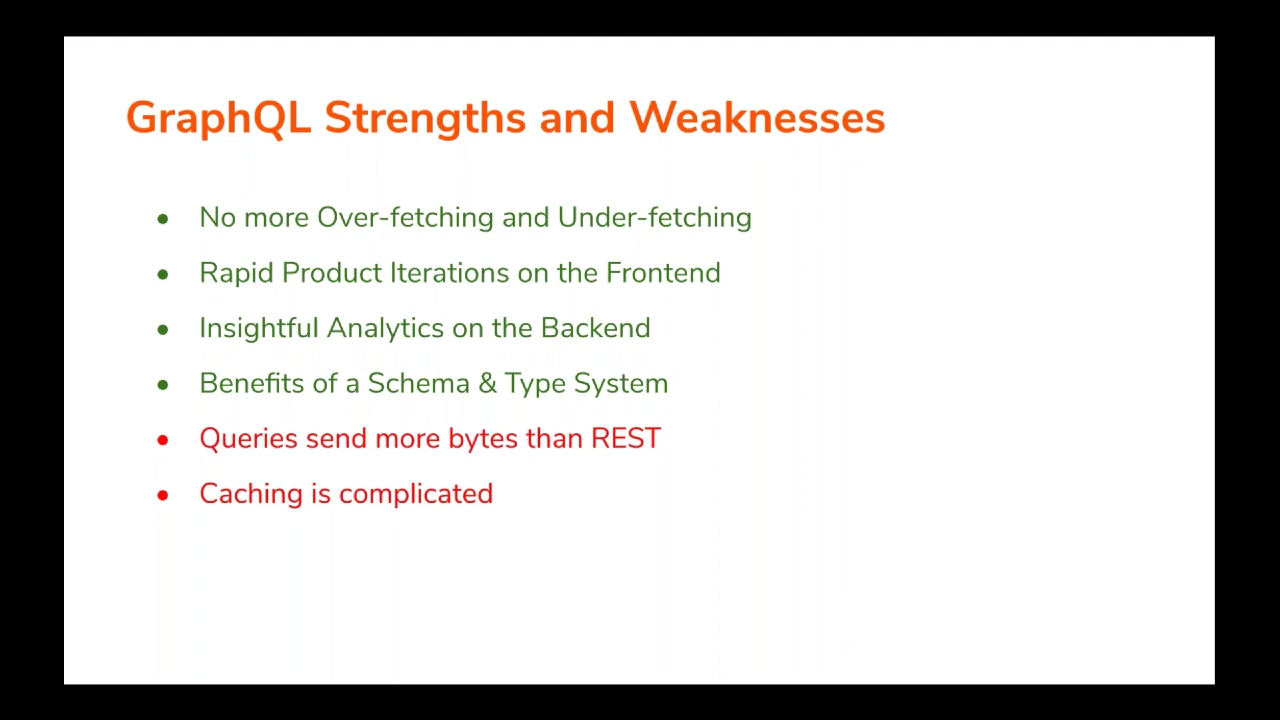 GraphQL Strengths and Weaknesses
● No more Over-fetching and Under-fetching
● Rapid Product Iterations on the Frontend
● Insightful Analytics on the Backend
● Benefits of a Schema & Type System
● Queries send more bytes than REST
● Caching is complicated